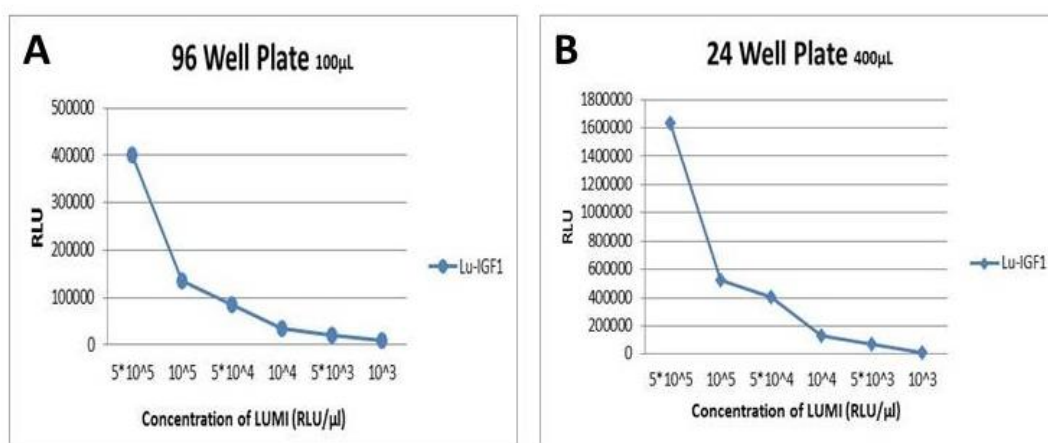 A
96 Well Plate 100µL
500000
400000
300000
200000
100000
0
RLU
5*10^5 10^5 5*10^4 10^4 5*10^3 10^3
Concentration of LUMI (RLU/µl)
Lu-IGF1
B
24 Well Plate 400µL
1800000
1600000
1400000
1200000
1000000
800000
600000
400000
200000
0
RLU
5*10^5 10^5 5*10^4 10^4 5*10^3 10^3
Concentration of LUMI (RLU/µl)
Lu-IGF1